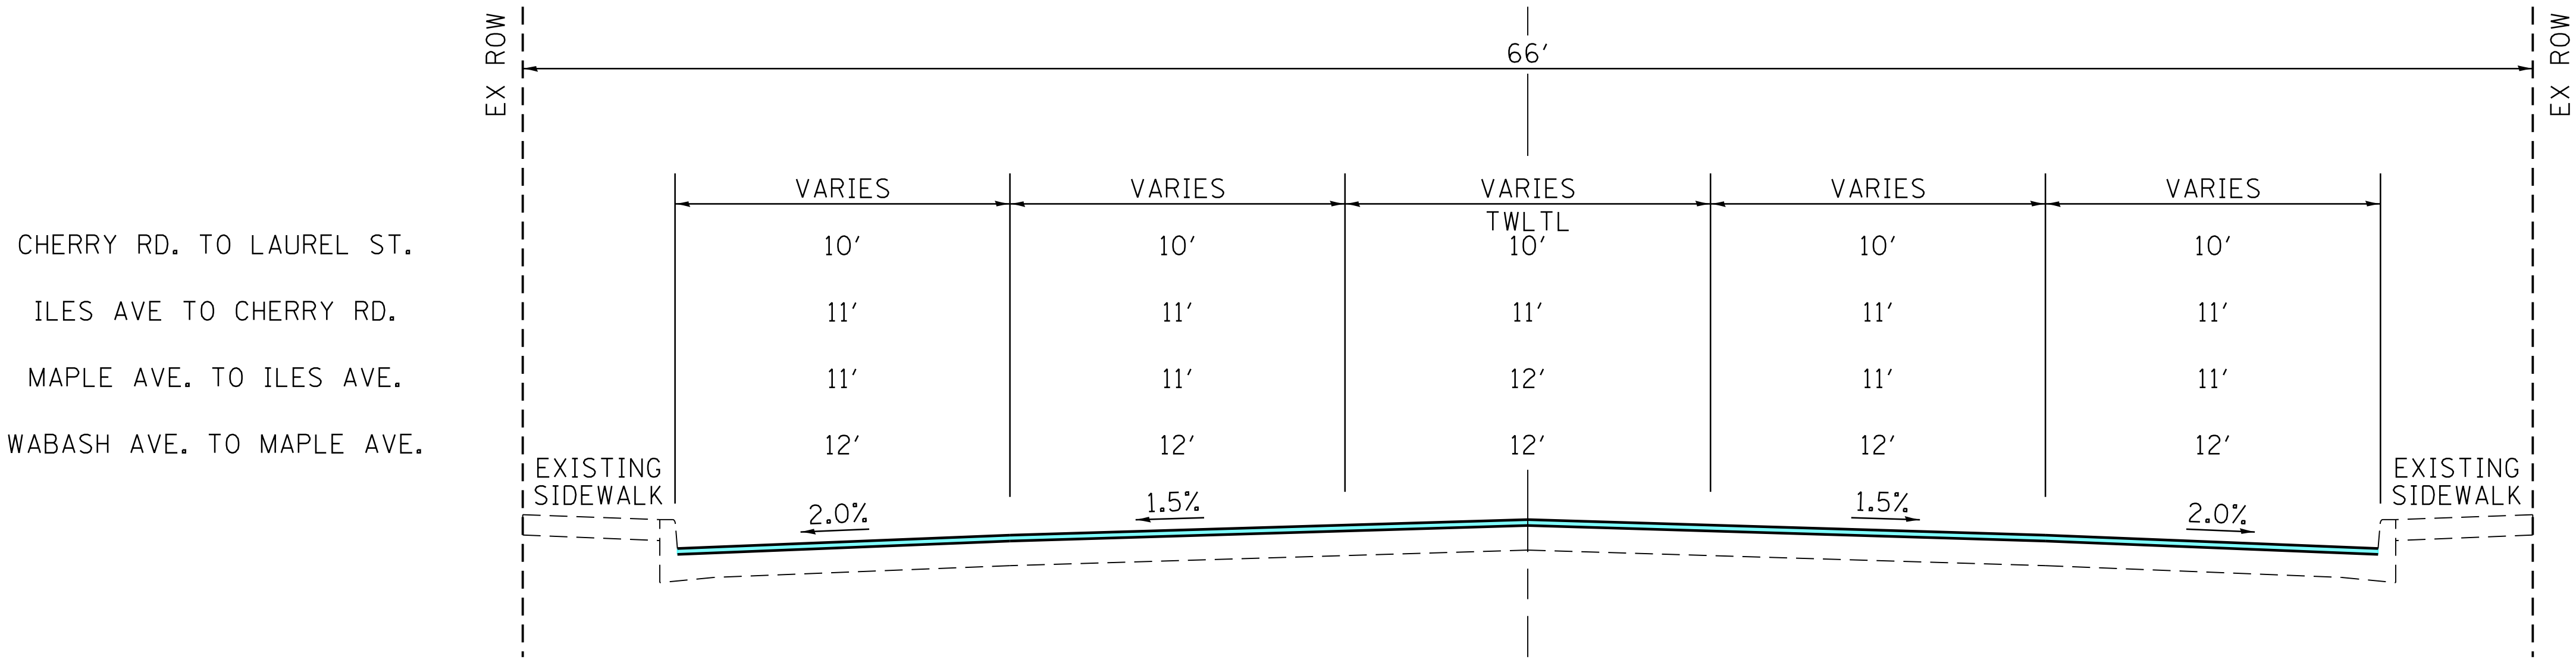 EX ROW
66'
EX ROW
VARIES VARIES VARIES VARIES VARIES
TWLTL
CHERRY RD. TO LAUREL ST. 10' 10' 10' 10' 10'
ILES AVE TO CHERRY RD. 11' 11' 11' 11' 11'
MAPLE AVE. TO ILES AVE. 11' 11' 12' 11' 11'
WABASH AVE. TO MAPLE AVE. 12' 12' 12' 12' 12'
EXISTING
SIDEWALK
2.0% 1.5% 1.5% 2.0%
EXISTING
SIDEWALK